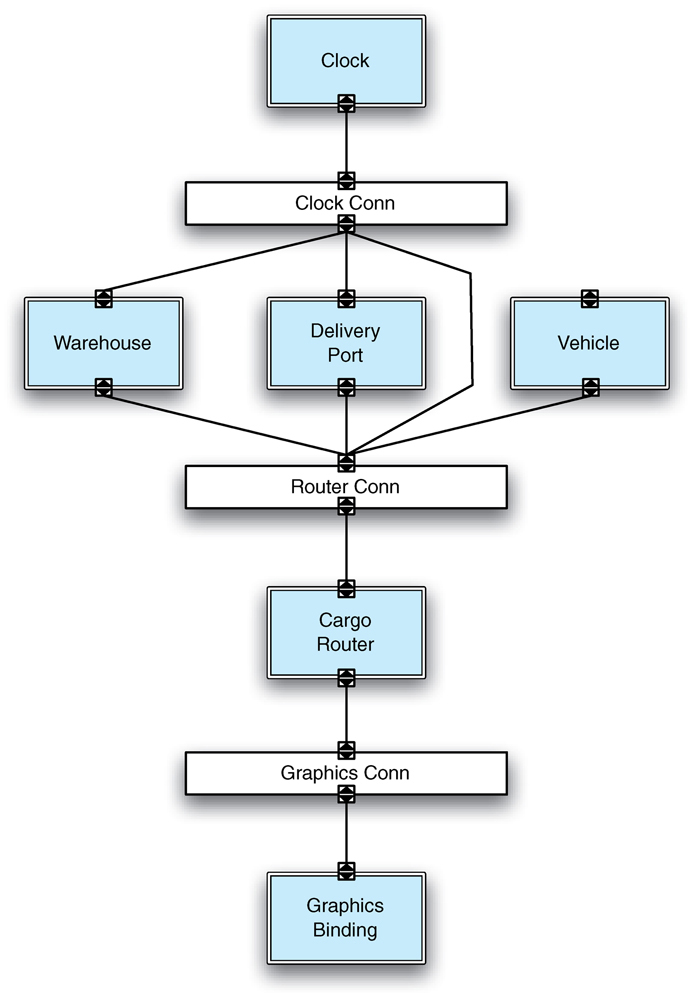 Clock
Clock Conn
Warehouse
Delivery
Port
Vehicle
Router Conn
Cargo
Router
Graphics Conn
Graphics
Binding